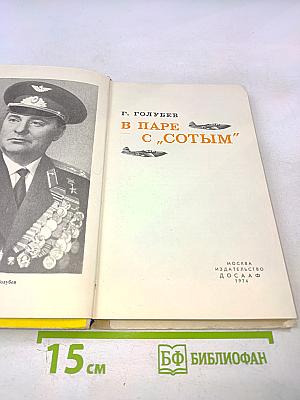 Г. ГОЛУБЕВ
В ПАРЕ
С „СОТЫМ"
МОСКВА
ИЗДАТЕЛЬСТВО
ДОСААФ
1974
15 см
БФ БИБЛИОФАН